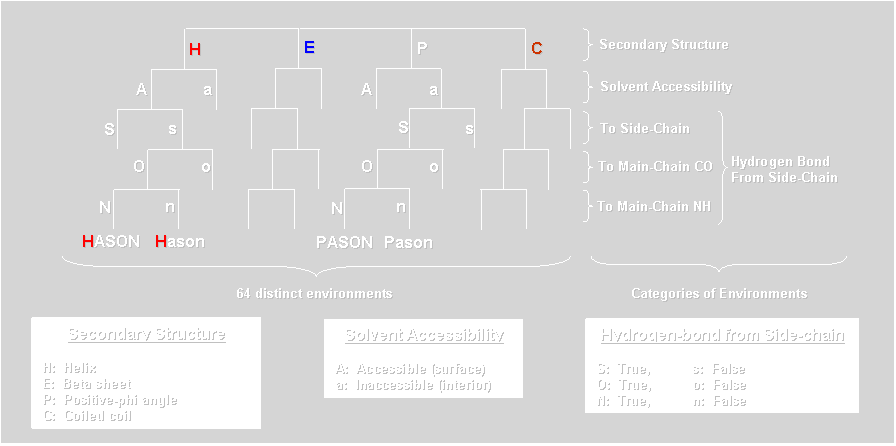 H E P C Secondary Structure
A a A a Solvent Accessibility
S s S s To Side-Chain
O o O o To Main-Chain CO
Hydrogen Bond
From Side-Chain
N n N n To Main-Chain NH
HASON Hason PASON Pason
64 distinct environments Categories of Environments
Secondary Structure
H: Helix
E: Beta sheet
P: Positive-phi angle
C: Coiled coil
Solvent Accessibility
A: Accessible (surface)
a: Inaccessible (interior)
Hydrogen-bond from Side-chain
S: True, s: False
O: True, o: False
N: True, n: False